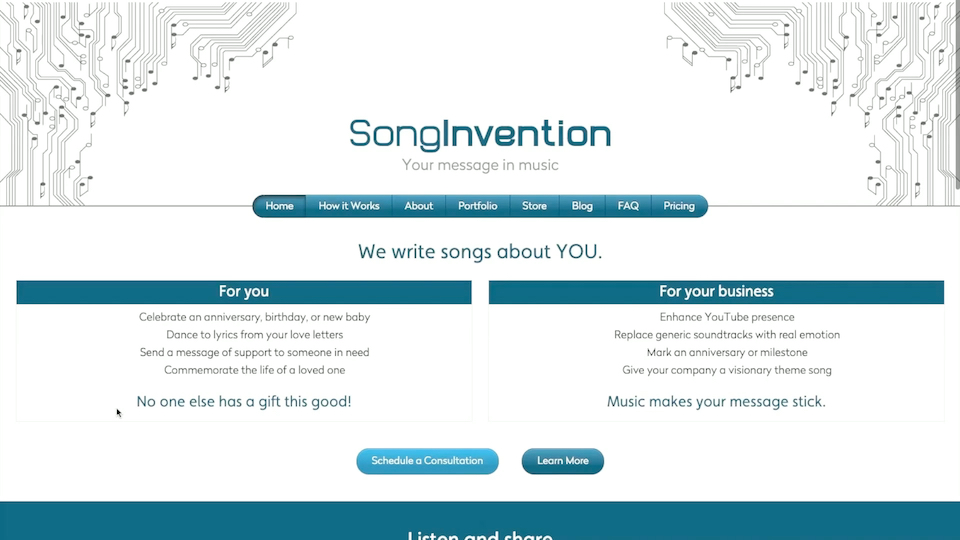 SongInvention
Your message in music
Home How it Works About Portfolio Store Blog FAQ Pricing
We write songs about YOU.
For you
Celebrate an anniversary, birthday, or new baby
Dance to lyrics from your love letters
Send a message of support to someone in need
Commemorate the life of a loved one
No one else has a gift this good!
For your business
Enhance YouTube presence
Replace generic soundtracks with real emotion
Mark an anniversary or milestone
Give your company a visionary theme song
Music makes your message stick.
Schedule a Consultation Learn More
Listen and share